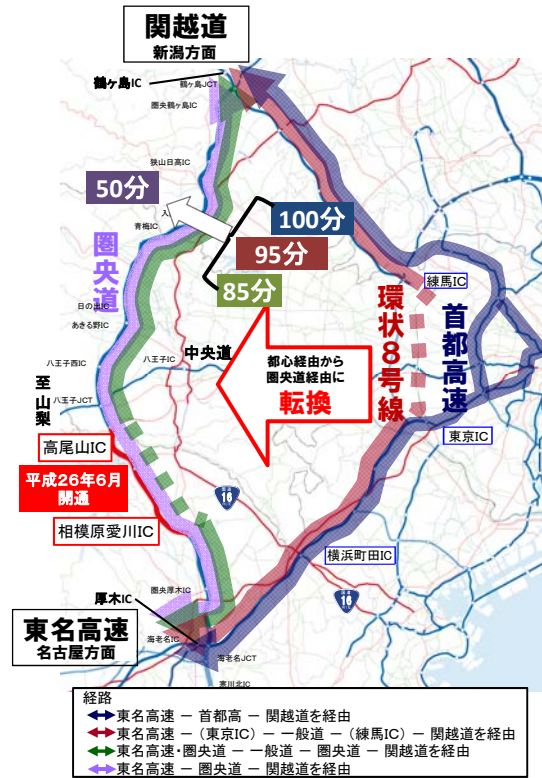 関越道
新潟方面
鶴ヶ島IC
鶴ヶ島JCT
圏央鶴ヶ島IC
狭山日高IC
50分
入
青梅IC
100分
95分
85分
圏央道
練馬IC
環状8号線
首都高速
日の出IC
あきる野IC
中央道
八王子西IC
八王子IC
都心経由から
圏央道経由に
転換
至山梨
八王子JCT
東京IC
高尾山IC
平成26年6月
開通
国道
16
相模原愛川IC
横浜町田IC
圏央厚木IC
国道
16
厚木IC
東名高速
名古屋方面
海老名IC
海老名JCT
寒川北IC
経路
東名高速 － 首都高 － 関越道を経由
東名高速 － (東京IC) － 一般道 － (練馬IC) － 関越道を経由
東名高速・圏央道 － 一般道 － 圏央道 － 関越道を経由
東名高速 － 圏央道 － 関越道を経由